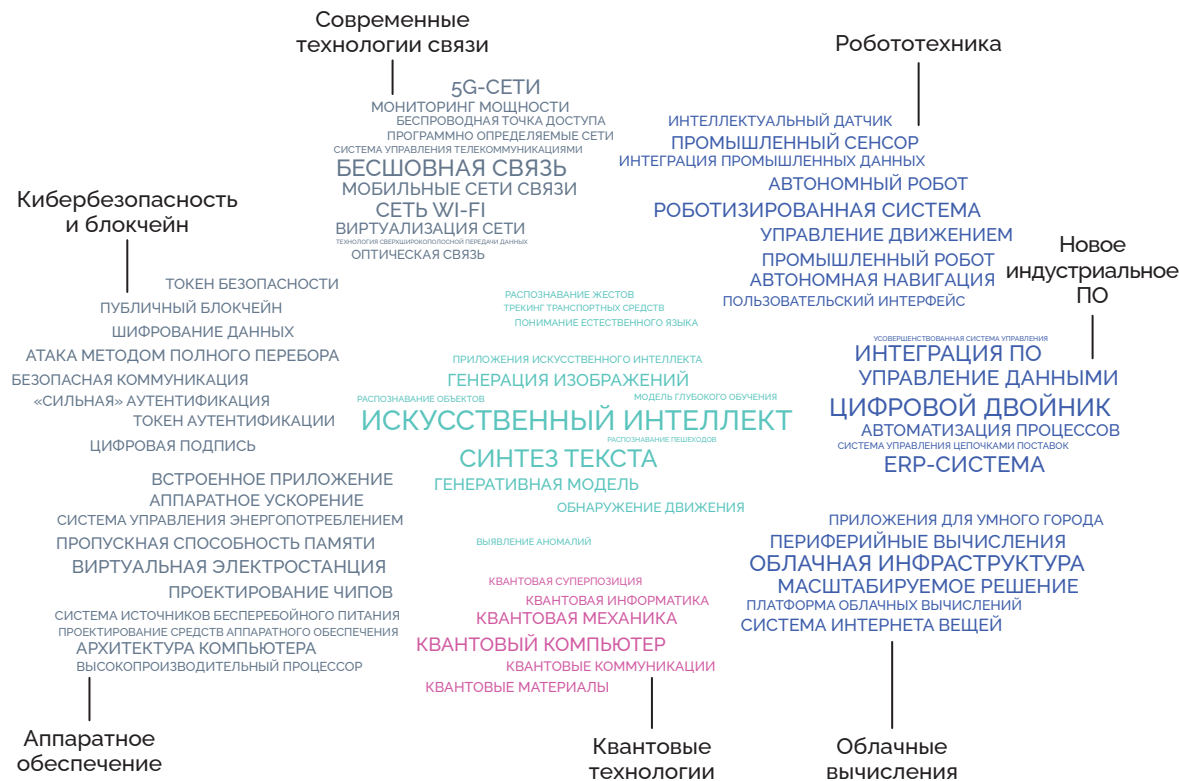 Современные
технологии связи
5G-СЕТИ
МОНИТОРИНГ МОЩНОСТИ
БЕСПРОВОДНАЯ ТОЧКА ДОСТУПА
ПРОГРАММНО ОПРЕДЕЛЯЕМЫЕ СЕТИ
СИСТЕМА УПРАВЛЕНИЯ ТЕЛЕКОММУНИКАЦИЯМИ
БЕСШОВНАЯ СВЯЗЬ
МОБИЛЬНЫЕ СЕТИ СВЯЗИ
СЕТЬ WI-FI
ВИРТУАЛИЗАЦИЯ СЕТИ
ТЕХНОЛОГИЯ СВЕРХШИРОКОПОЛОСНОЙ ПЕРЕДАЧИ ДАННЫХ
ОПТИЧЕСКАЯ СВЯЗЬ
Робототехника
ИНТЕЛЛЕКТУАЛЬНЫЙ ДАТЧИК
ПРОМЫШЛЕННЫЙ СЕНСОР
ИНТЕГРАЦИЯ ПРОМЫШЛЕННЫХ ДАННЫХ
АВТОНОМНЫЙ РОБОТ
РОБОТИЗИРОВАННАЯ СИСТЕМА
УПРАВЛЕНИЕ ДВИЖЕНИЕМ
ПРОМЫШЛЕННЫЙ РОБОТ
АВТОНОМНАЯ НАВИГАЦИЯ
ПОЛЬЗОВАТЕЛЬСКИЙ ИНТЕРФЕЙС
Кибербезопасность
и блокчейн
ТОКЕН БЕЗОПАСНОСТИ
ПУБЛИЧНЫЙ БЛОКЧЕЙН
ШИФРОВАНИЕ ДАННЫХ
АТАКА МЕТОДОМ ПОЛНОГО ПЕРЕБОРА
БЕЗОПАСНАЯ КОММУНИКАЦИЯ
«СИЛЬНАЯ» АУТЕНТИФИКАЦИЯ
ТОКЕН АУТЕНТИФИКАЦИИ
ЦИФРОВАЯ ПОДПИСЬ
РАСПОЗНАВАНИЕ ЖЕСТОВ
ТРЕКИНГ ТРАНСПОРТНЫХ СРЕДСТВ
ПОНИМАНИЕ ЕСТЕСТВЕННОГО ЯЗЫКА
ПРИЛОЖЕНИЯ ИСКУССТВЕННОГО ИНТЕЛЛЕКТА
ГЕНЕРАЦИЯ ИЗОБРАЖЕНИЙ
РАСПОЗНАВАНИЕ ОБЪЕКТОВ
МОДЕЛЬ ГЛУБОКОГО ОБУЧЕНИЯ
ИСКУССТВЕННЫЙ ИНТЕЛЛЕКТ
РАСПОЗНАВАНИЕ ПЕШЕХОДОВ
СИНТЕЗ ТЕКСТА
ГЕНЕРАТИВНАЯ МОДЕЛЬ
ОБНАРУЖЕНИЕ ДВИЖЕНИЯ
ВЫЯВЛЕНИЕ АНОМАЛИЙ
Новое
индустриальное
ПО
УСОВЕРШЕНСТВОВАННАЯ СИСТЕМА УПРАВЛЕНИЯ
ИНТЕГРАЦИЯ ПО
УПРАВЛЕНИЕ ДАННЫМИ
ЦИФРОВОЙ ДВОЙНИК
АВТОМАТИЗАЦИЯ ПРОЦЕССОВ
СИСТЕМА УПРАВЛЕНИЯ ЦЕПОЧКАМИ ПОСТАВОК
ERP-СИСТЕМА
ВСТРОЕННОЕ ПРИЛОЖЕНИЕ
АППАРАТНОЕ УСКОРЕНИЕ
СИСТЕМА УПРАВЛЕНИЯ ЭНЕРГОПОТРЕБЛЕНИЕМ
ПРОПУСКНАЯ СПОСОБНОСТЬ ПАМЯТИ
ВИРТУАЛЬНАЯ ЭЛЕКТРОСТАНЦИЯ
ПРОЕКТИРОВАНИЕ ЧИПОВ
СИСТЕМА ИСТОЧНИКОВ БЕСПЕРЕБОЙНОГО ПИТАНИЯ
ПРОЕКТИРОВАНИЕ СРЕДСТВ АППАРАТНОГО ОБЕСПЕЧЕНИЯ
АРХИТЕКТУРА КОМПЬЮТЕРА
ВЫСОКОПРОИЗВОДИТЕЛЬНЫЙ ПРОЦЕССОР
Аппаратное
обеспечение
КВАНТОВАЯ СУПЕРПОЗИЦИЯ
КВАНТОВАЯ ИНФОРМАТИКА
КВАНТОВАЯ МЕХАНИКА
КВАНТОВЫЙ КОМПЬЮТЕР
КВАНТОВЫЕ КОММУНИКАЦИИ
КВАНТОВЫЕ МАТЕРИАЛЫ
Квантовые
технологии
ПРИЛОЖЕНИЯ ДЛЯ УМНОГО ГОРОДА
ПЕРИФЕРИЙНЫЕ ВЫЧИСЛЕНИЯ
ОБЛАЧНАЯ ИНФРАСТРУКТУРА
МАСШТАБИРУЕМОЕ РЕШЕНИЕ
ПЛАТФОРМА ОБЛАЧНЫХ ВЫЧИСЛЕНИЙ
СИСТЕМА ИНТЕРНЕТА ВЕЩЕЙ
Облачные
вычисления